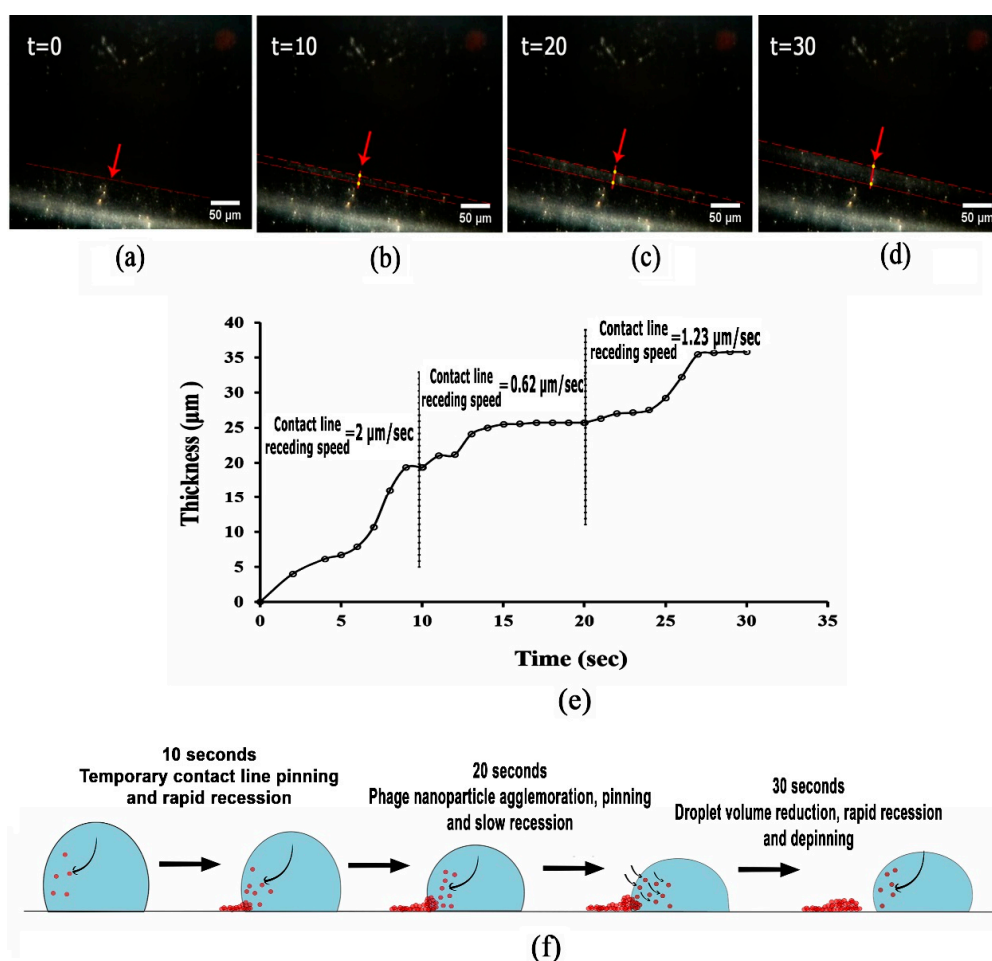 t=0
t=10
t=20
t=30
50 µm
50 µm
50 µm
50 µm
(a)
(b)
(c)
(d)
40
35
30
25
20
15
10
5
0
Thickness (µm )
Contact line
receding speed =2 µm/sec
Contact line
receding speed =0.62 µm/sec
Contact line
receding speed =1.23 µm/sec
0
5
10
15
20
25
30
35
Time (sec)
(e)
10 seconds
Temporary contact line pinning
and rapid recession
20 seconds
Phage nanoparticle agglemoration, pinning
and slow recession
30 seconds
Droplet volume reduction, rapid recession
and depinning
(f)